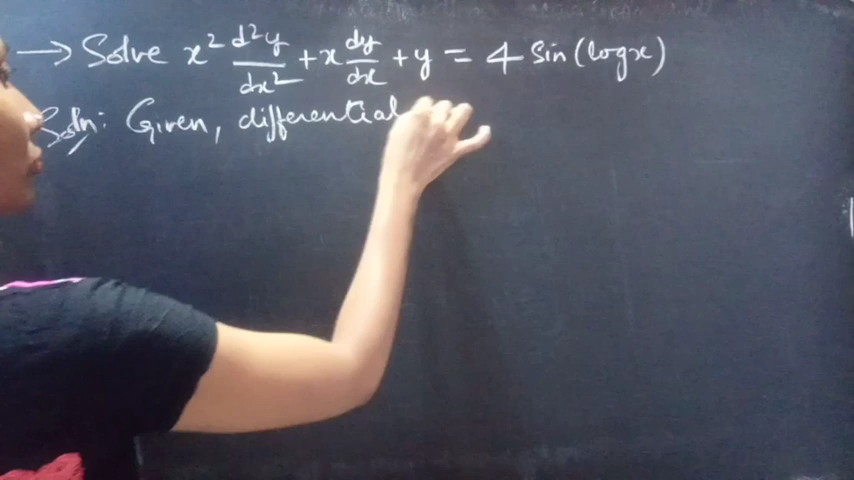 → Solve x² d²y/dx² + x dy/dx + y = 4 Sin(logx)
Soln: Given, differential